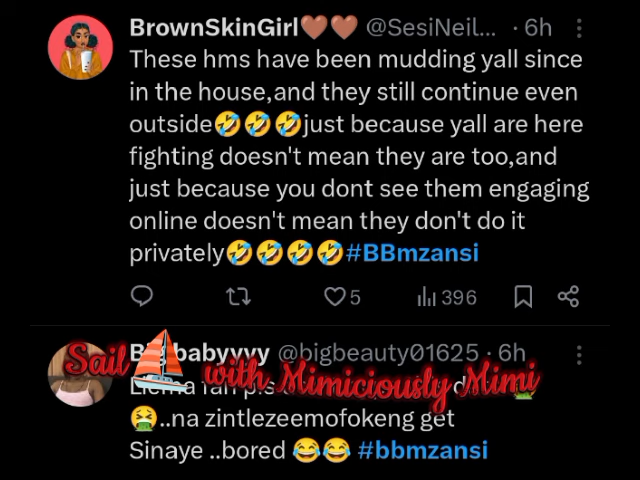 BrownSkinGirl🤎🤎 @SesiNeil... · 6h
These hms have been mudding yall since
in the house,and they still continue even
outside🤣🤣🤣just because yall are here
fighting doesn't mean they are too,and
just because you dont see them engaging
online doesn't mean they don't do it
privately🤣🤣🤣🤣#BBmzansi
5 396
babyyyy @bigbeauty01625 · 6h
Sail with Mimiciously Mimi
fan
🤮..na zintlezeemofokeng get
Sinaye ..bored 😂😂 #bbmzansi